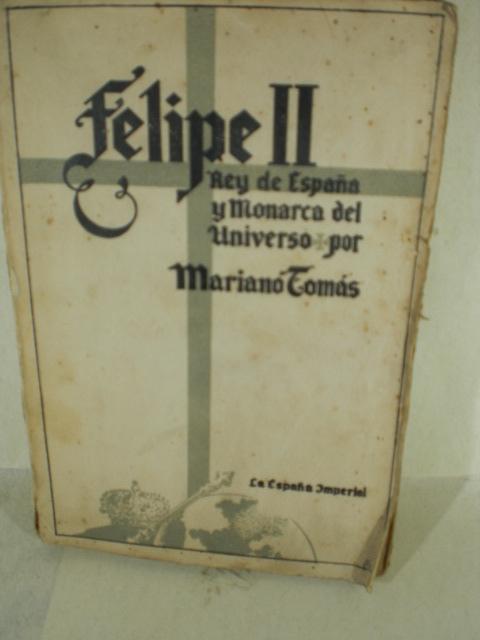 Felipe II
Rey de España
y Monarca del
Universo por
Mariano Tomás
La España Imperial